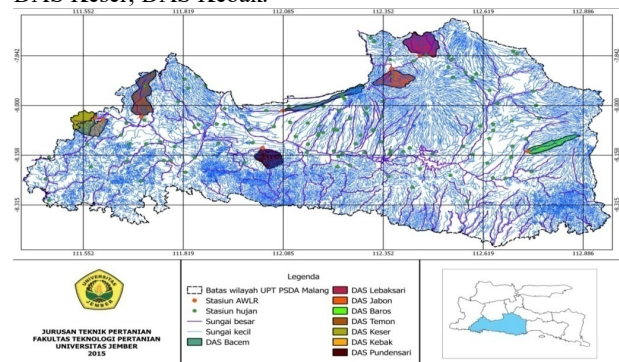 DAS Keser, DAS Kebak.
111.552 111.819 112.085 112.352 112.619 112.886
-7.842
-8.000
-8.158
-8.315
111.552 111.819 112.085 112.352 112.619 112.886
UNIVERSITAS
JEMBER
JURUSAN TEKNIK PERTANIAN
FAKULTAS TEKNOLOGI PERTANIAN
UNIVERSITAS JEMBER
2015
Legenda
Batas wilayah UPT PSDA Malang
Stasiun AWLR
Stasiun hujan
Sungai besar
Sungai kecil
DAS Bacem
DAS Lebaksari
DAS Jabon
DAS Baros
DAS Temon
DAS Keser
DAS Kebak
DAS Pundensari